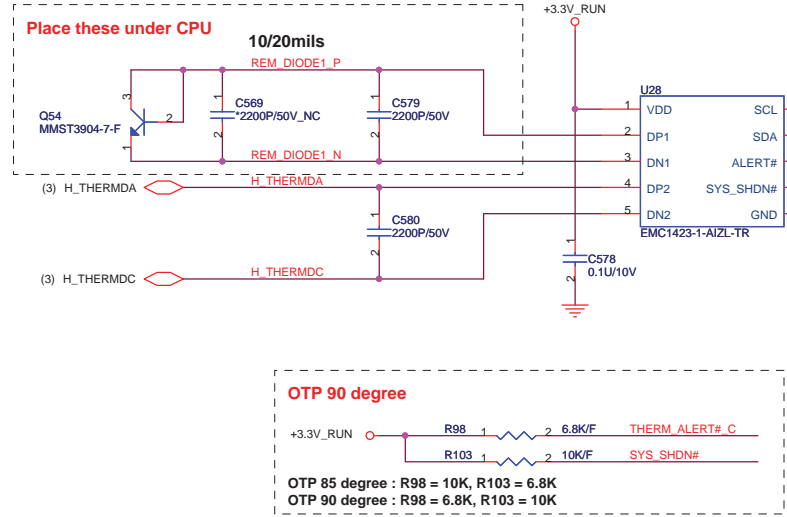 +3.3V_RUN
Place these under CPU
10/20mils
REM_DIODE1_P
U28
Q54
MMST3904-7-F
3
2
1
1
C569
*2200P/50V_NC
2
1
C579
2200P/50V
2
1 VDD SCL
2 DP1 SDA
3 DN1 ALERT#
4 DP2 SYS_SHDN#
5 DN2 GND
EMC1423-1-AIZL-TR
REM_DIODE1_N
(3) H_THERMDA
H_THERMDA
1
C580
2200P/50V
2
1
C578
0.1U/10V
2
(3) H_THERMDC
H_THERMDC
OTP 90 degree
+3.3V_RUN
R98 1 2 6.8K/F THERM_ALERT#_C
R103 1 2 10K/F SYS_SHDN#
OTP 85 degree : R98 = 10K, R103 = 6.8K
OTP 90 degree : R98 = 6.8K, R103 = 10K